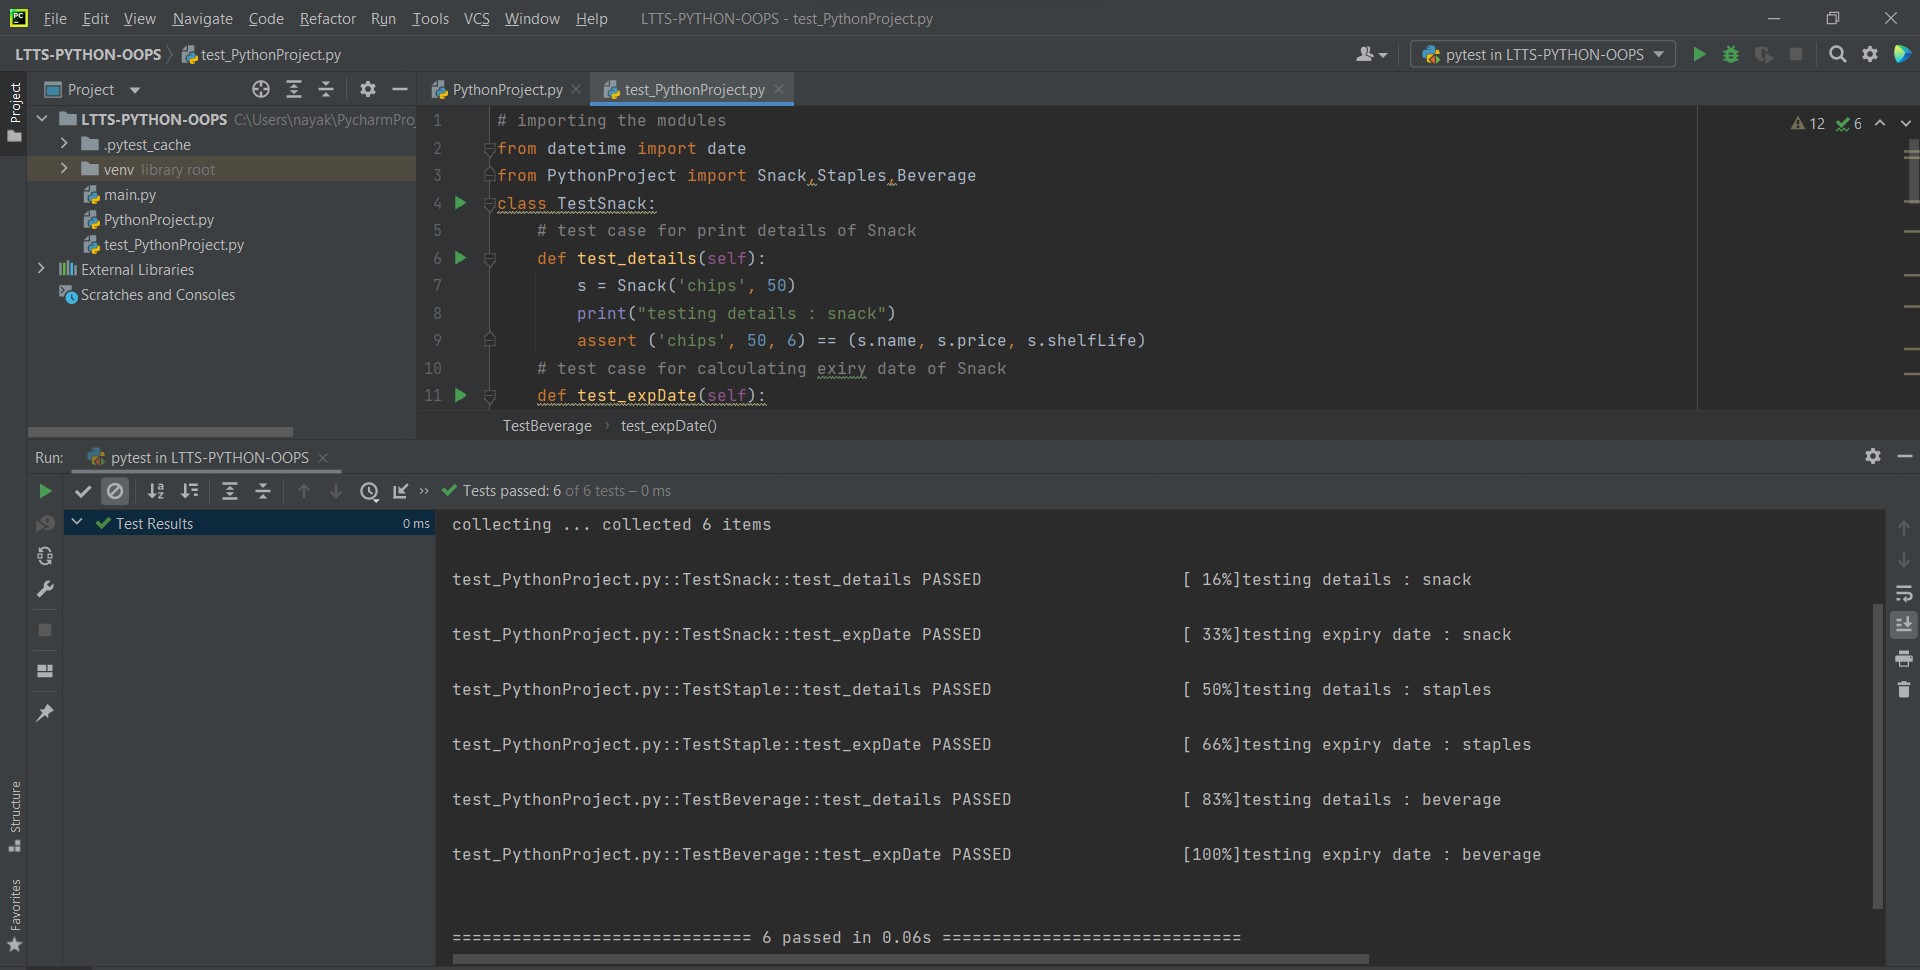 PC File Edit View Navigate Code Refactor Run Tools VCS Window Help LTTS-PYTHON-OOPS - test_PythonProject.py
LTTS-PYTHON-OOPS test_PythonProject.py pytest in LTTS-PYTHON-OOPS
Project
Project
PythonProject.py test_PythonProject.py
LTTS-PYTHON-OOPS C:\Users\nayak\PycharmPro
.pytest_cache
venv library root
main.py
PythonProject.py
test_PythonProject.py
External Libraries
Scratches and Consoles
12 6
1 # importing the modules
2 from datetime import date
3 from PythonProject import Snack,Staples,Beverage
4 class TestSnack:
5 # test case for print details of Snack
6 def test_details(self):
7 s = Snack('chips', 50)
8 print("testing details : snack")
9 assert ('chips', 50, 6) == (s.name, s.price, s.shelfLife)
10 # test case for calculating exiry date of Snack
11 def test_expDate(self):
TestBeverage › test_expDate()
Run: pytest in LTTS-PYTHON-OOPS
» Tests passed: 6 of 6 tests – 0 ms
Test Results 0 ms
collecting ... collected 6 items
test_PythonProject.py::TestSnack::test_details PASSED [ 16%]testing details : snack
test_PythonProject.py::TestSnack::test_expDate PASSED [ 33%]testing expiry date : snack
test_PythonProject.py::TestStaple::test_details PASSED [ 50%]testing details : staples
test_PythonProject.py::TestStaple::test_expDate PASSED [ 66%]testing expiry date : staples
test_PythonProject.py::TestBeverage::test_details PASSED [ 83%]testing details : beverage
test_PythonProject.py::TestBeverage::test_expDate PASSED [100%]testing expiry date : beverage
============================== 6 passed in 0.06s ==============================
Structure
Favorites